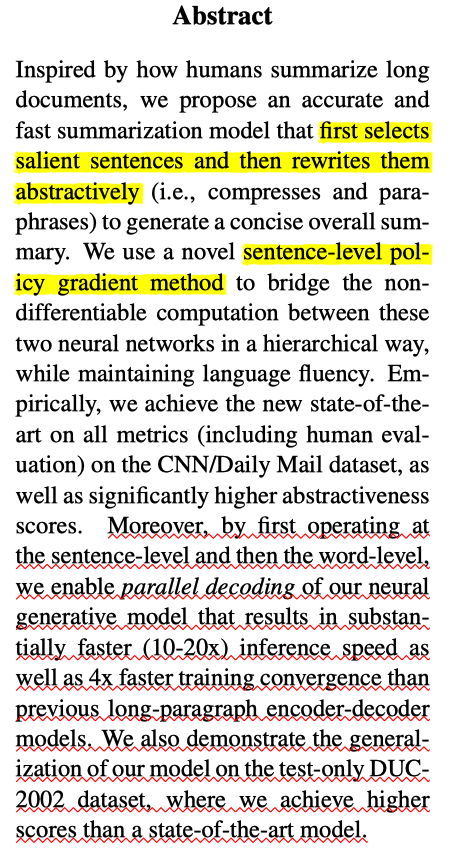 Abstract
Inspired by how humans summarize long
documents, we propose an accurate and
fast summarization model that first selects
salient sentences and then rewrites them
abstractively (i.e., compresses and para-
phrases) to generate a concise overall sum-
mary. We use a novel sentence-level pol-
icy gradient method to bridge the non-
differentiable computation between these
two neural networks in a hierarchical way,
while maintaining language fluency. Em-
pirically, we achieve the new state-of-the-
art on all metrics (including human eval-
uation) on the CNN/Daily Mail dataset, as
well as significantly higher abstractiveness
scores. Moreover, by first operating at
the sentence-level and then the word-level,
we enable parallel decoding of our neural
generative model that results in substan-
tially faster (10-20x) inference speed as
well as 4x faster training convergence than
previous long-paragraph encoder-decoder
models. We also demonstrate the general-
ization of our model on the test-only DUC-
2002 dataset, where we achieve higher
scores than a state-of-the-art model.